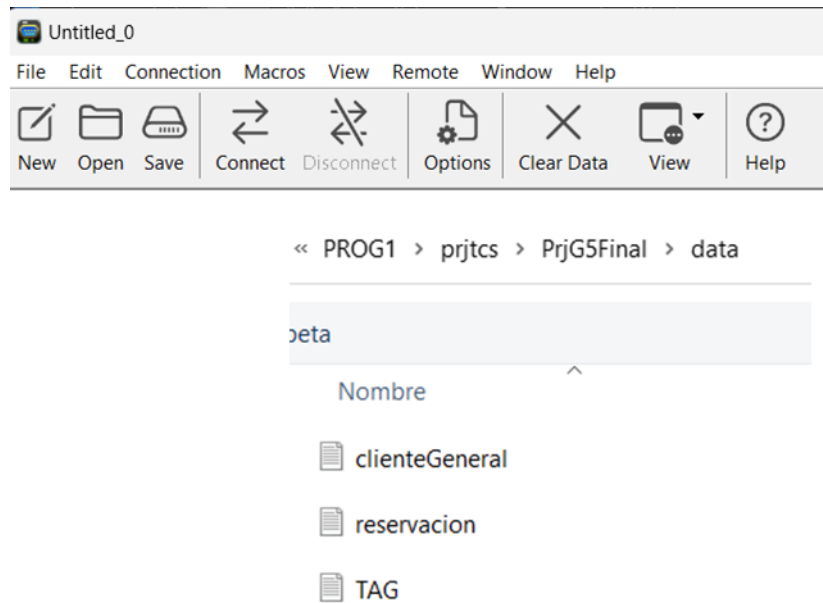 Untitled_0
File Edit Connection Macros View Remote Window Help
New Open Save Connect Disconnect Options Clear Data View Help
« PROG1 > prjtcs > PrjG5Final > data
peta
Nombre
clienteGeneral
reservacion
TAG